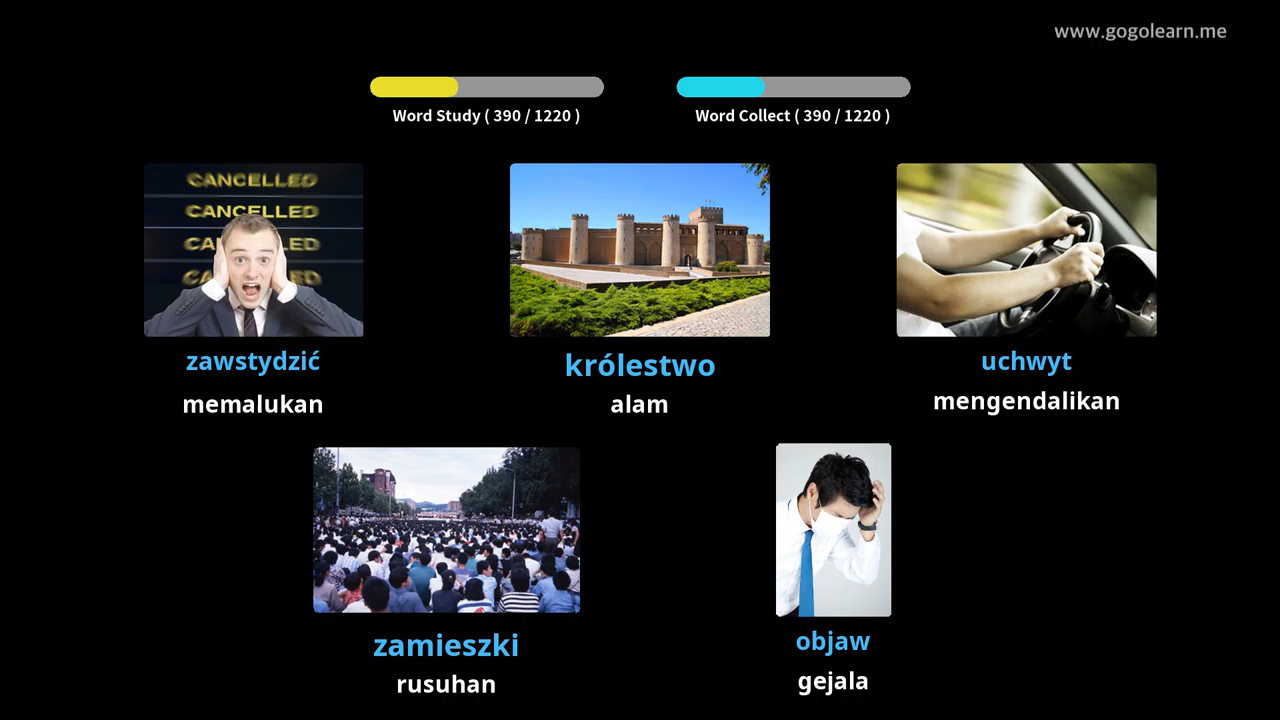 www.gogolearn.me
Word Study ( 390 / 1220 )
Word Collect ( 390 / 1220 )
CANCELLED
CANCELLED
zawstydzić
królestwo
uchwyt
memalukan
alam
mengendalikan
zamieszki
objaw
rusuhan
gejala